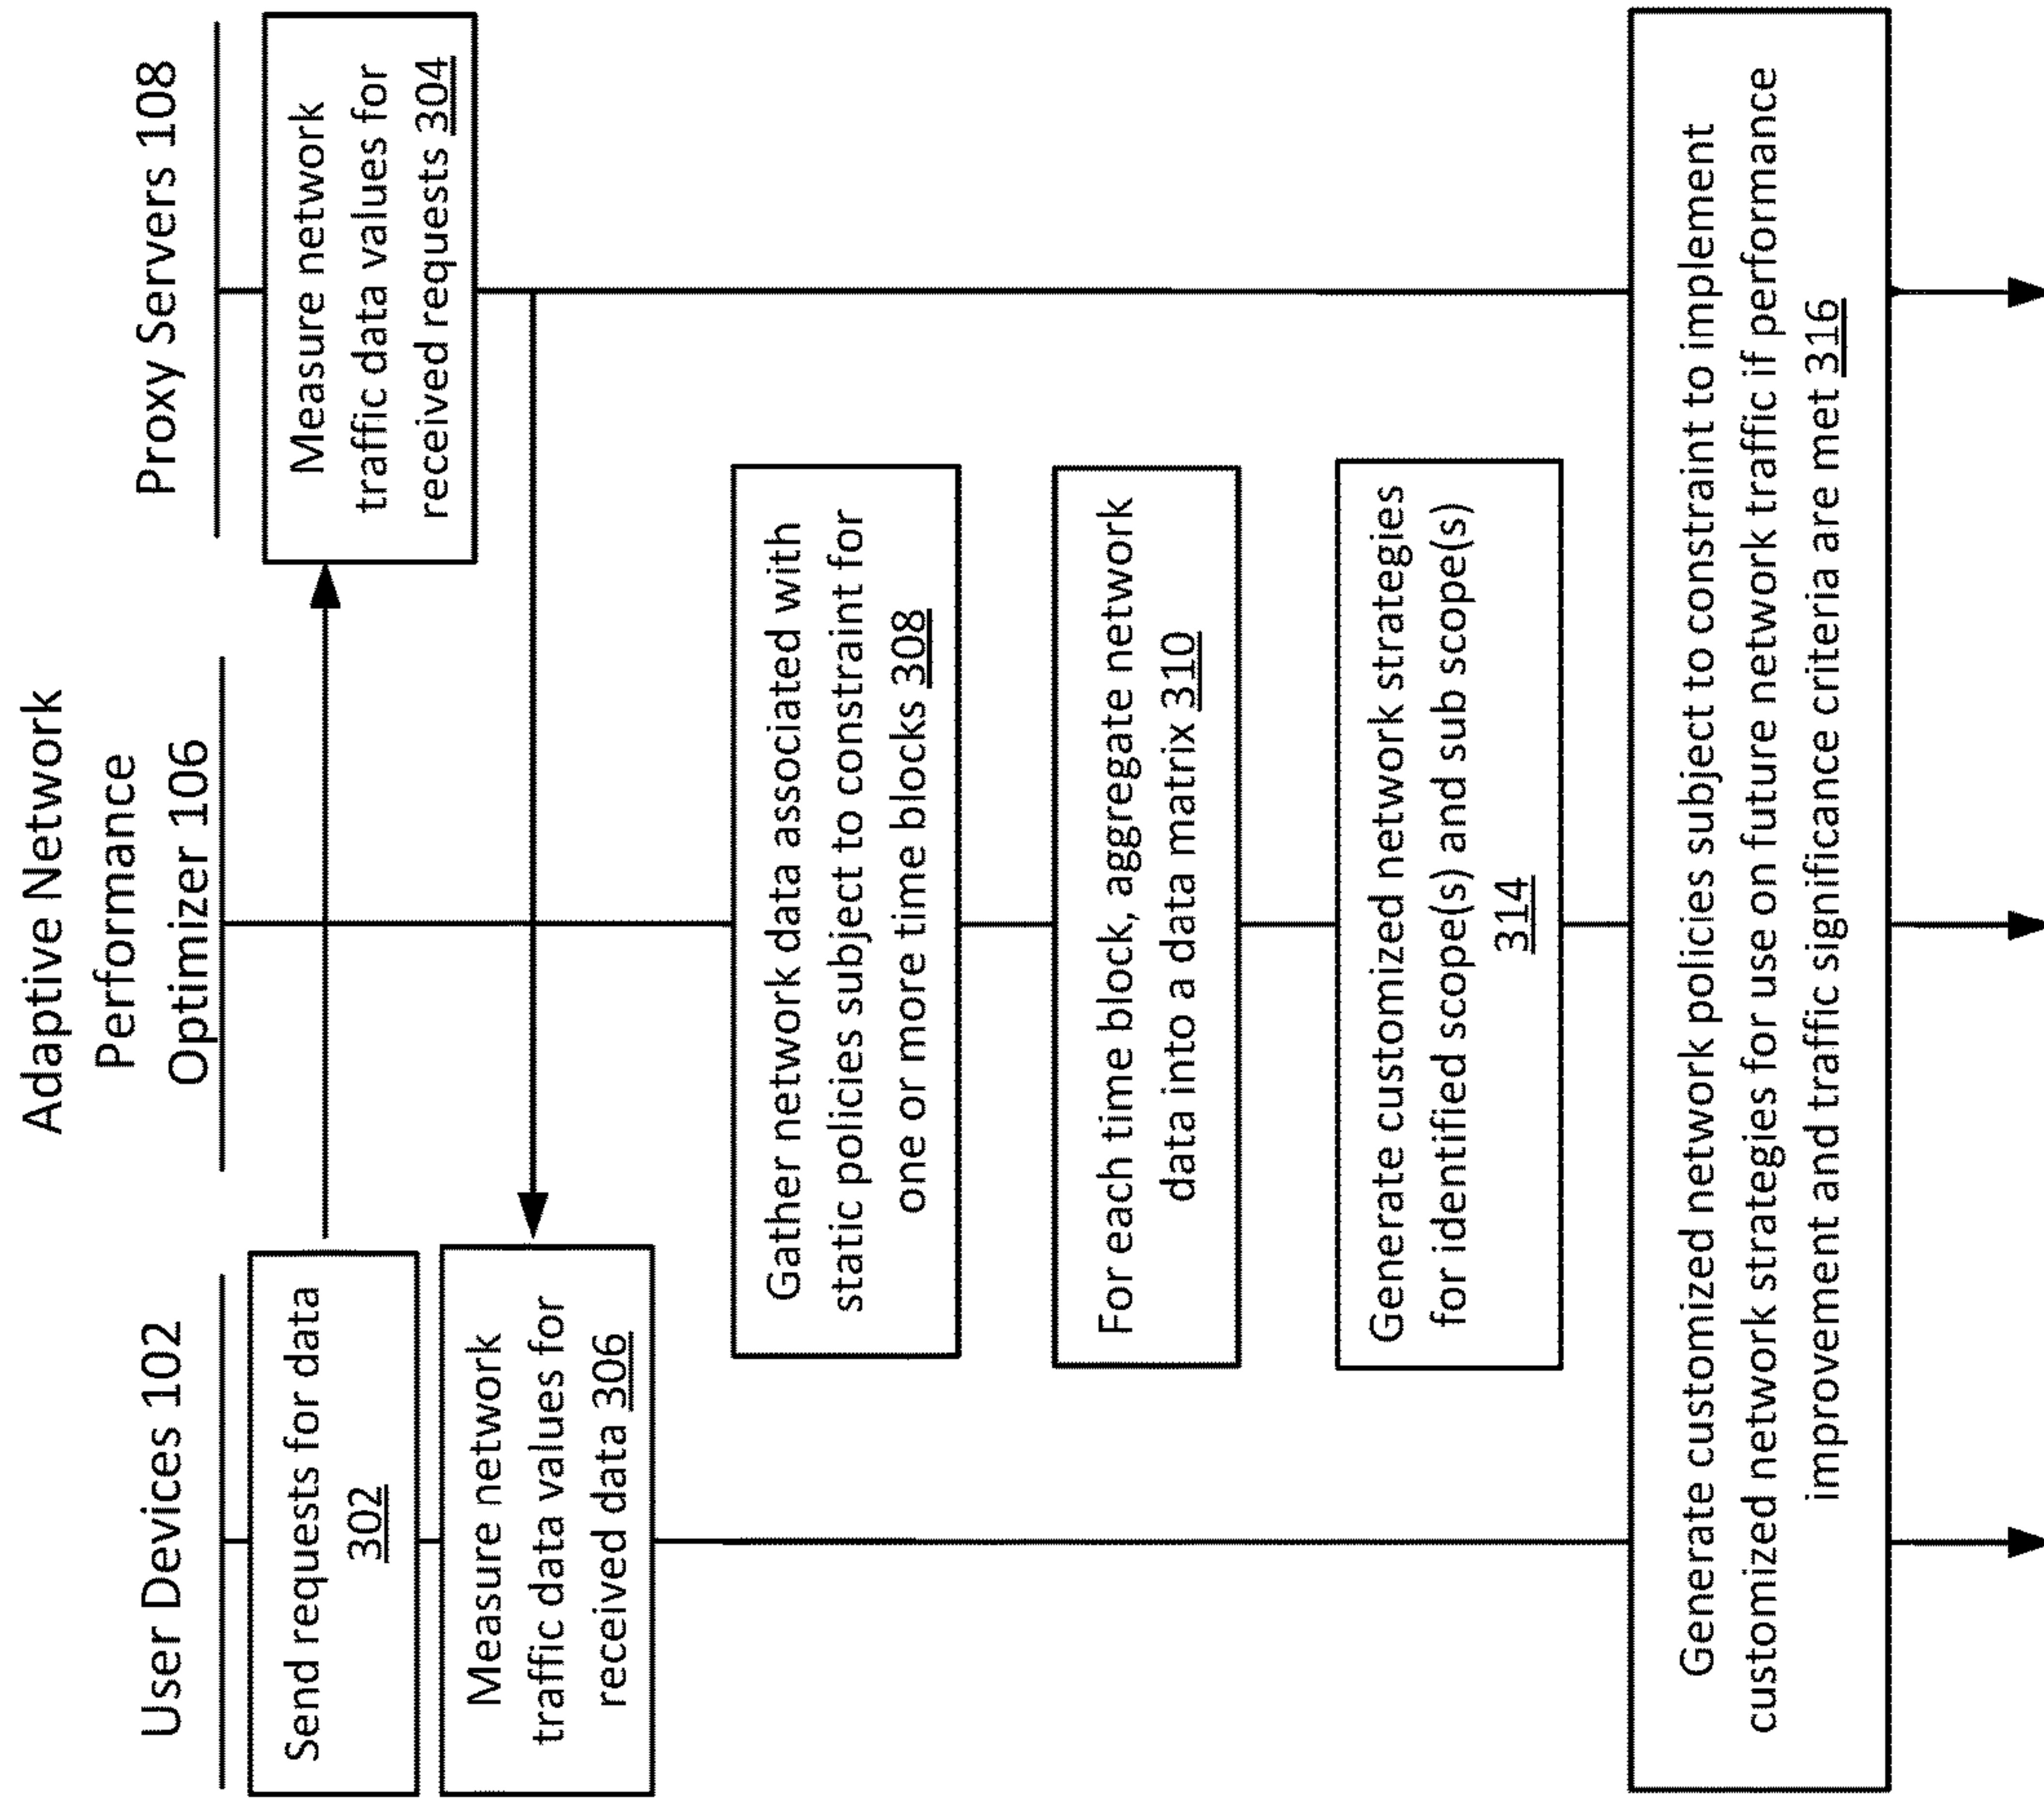 User Devices 102
Adaptive Network
Performance
Optimizer 106
Proxy Servers 108
Send requests for data
302
Measure network
traffic data values for
received requests 304
Measure network
traffic data values for
received data 306
Gather network data associated with
static policies subject to constraint for
one or more time blocks 308
For each time block, aggregate network
data into a data matrix 310
Generate customized network strategies
for identified scope(s) and sub scope(s)
314
Generate customized network policies subject to constraint to implement
customized network strategies for use on future network traffic if performance
improvement and traffic significance criteria are met 316